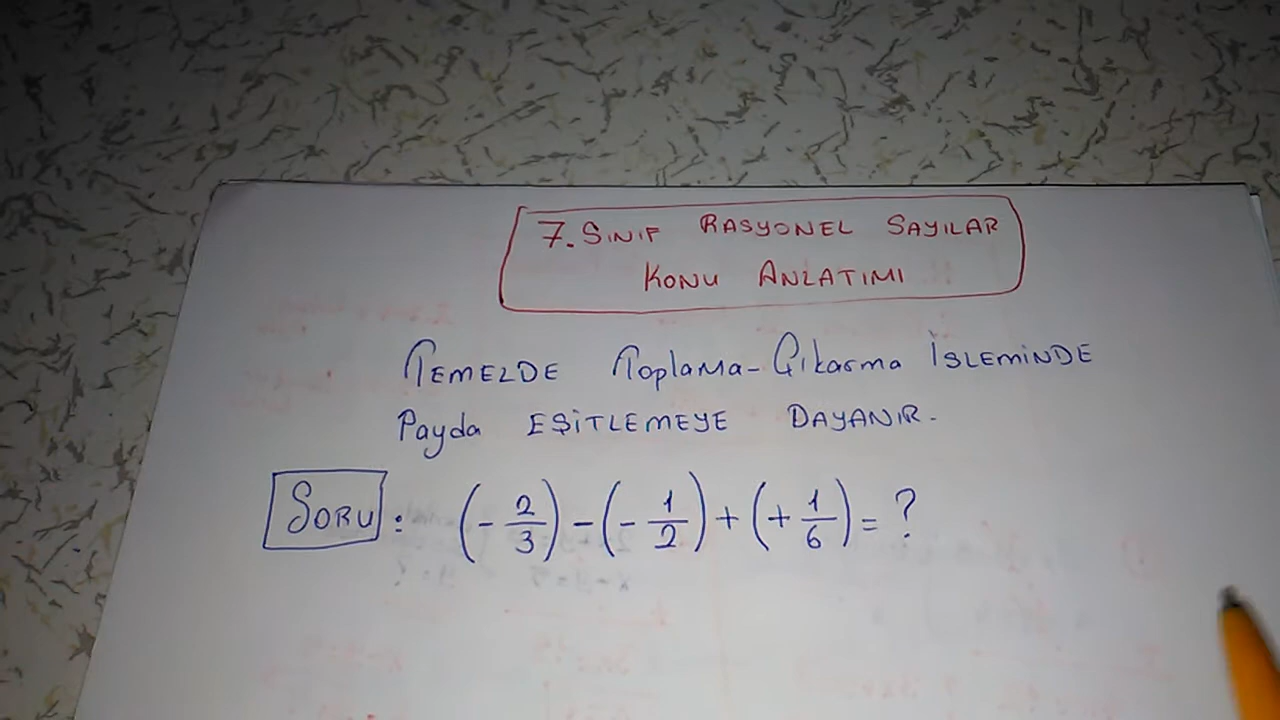 7. SINIF RASYONEL SAYILAR
KONU ANLATIMI
TEMELDE Toplama-Çıkarma İŞLEMİNDE
Payda EŞİTLEMEYE DAYANIR.
SORU: (-2/3) - (-1/2) + (+1/6) = ?